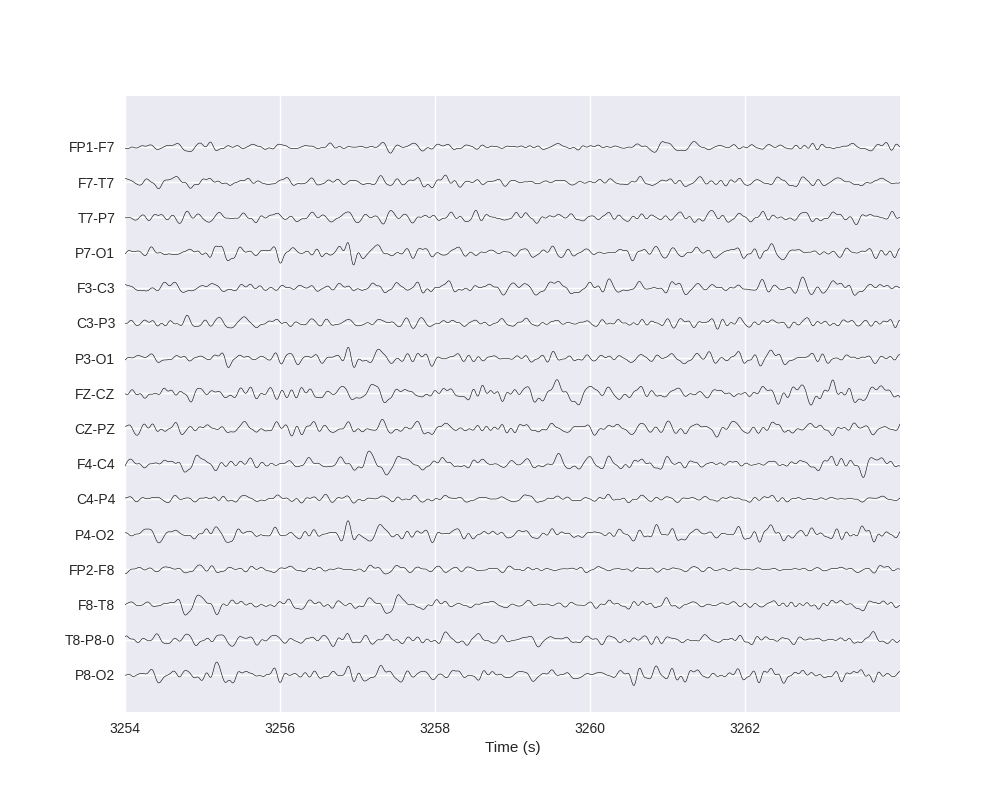 FP1-F7
F7-T7
T7-P7
P7-O1
F3-C3
C3-P3
P3-O1
FZ-CZ
CZ-PZ
F4-C4
C4-P4
P4-O2
FP2-F8
F8-T8
T8-P8-0
P8-O2
3254 3256 3258 3260 3262
Time (s)